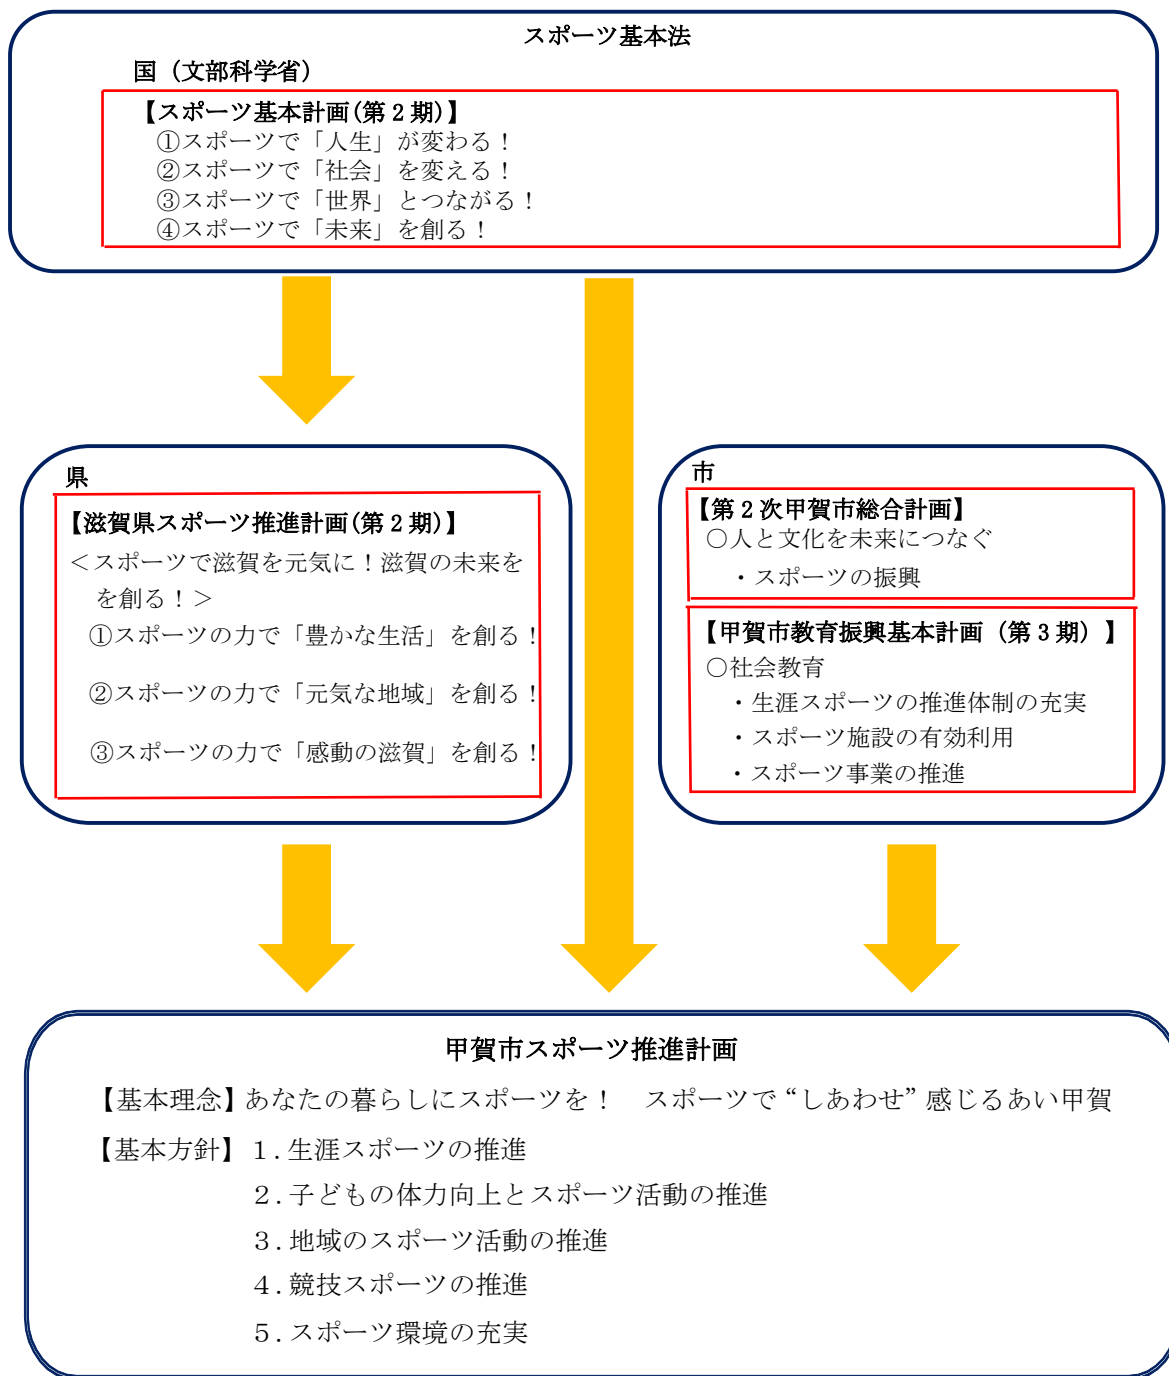 スポーツ基本法
国（文部科学省）
【スポーツ基本計画(第２期)】
①スポーツで「人生」が変わる！
②スポーツで「社会」を変える！
③スポーツで「世界」とつながる！
④スポーツで「未来」を創る！
県
【滋賀県スポーツ推進計画(第２期)】
＜スポーツで滋賀を元気に！滋賀の未来を
を創る！＞
①スポーツの力で「豊かな生活」を創る！
②スポーツの力で「元気な地域」を創る！
③スポーツの力で「感動の滋賀」を創る！
市
【第２次甲賀市総合計画】
○人と文化を未来につなぐ
・スポーツの振興
【甲賀市教育振興基本計画（第３期）】
○社会教育
・生涯スポーツの推進体制の充実
・スポーツ施設の有効利用
・スポーツ事業の推進
甲賀市スポーツ推進計画
【基本理念】あなたの暮らしにスポーツを！　スポーツで“しあわせ”感じるあい甲賀
【基本方針】１.生涯スポーツの推進
２.子どもの体力向上とスポーツ活動の推進
３.地域のスポーツ活動の推進
４.競技スポーツの推進
５.スポーツ環境の充実